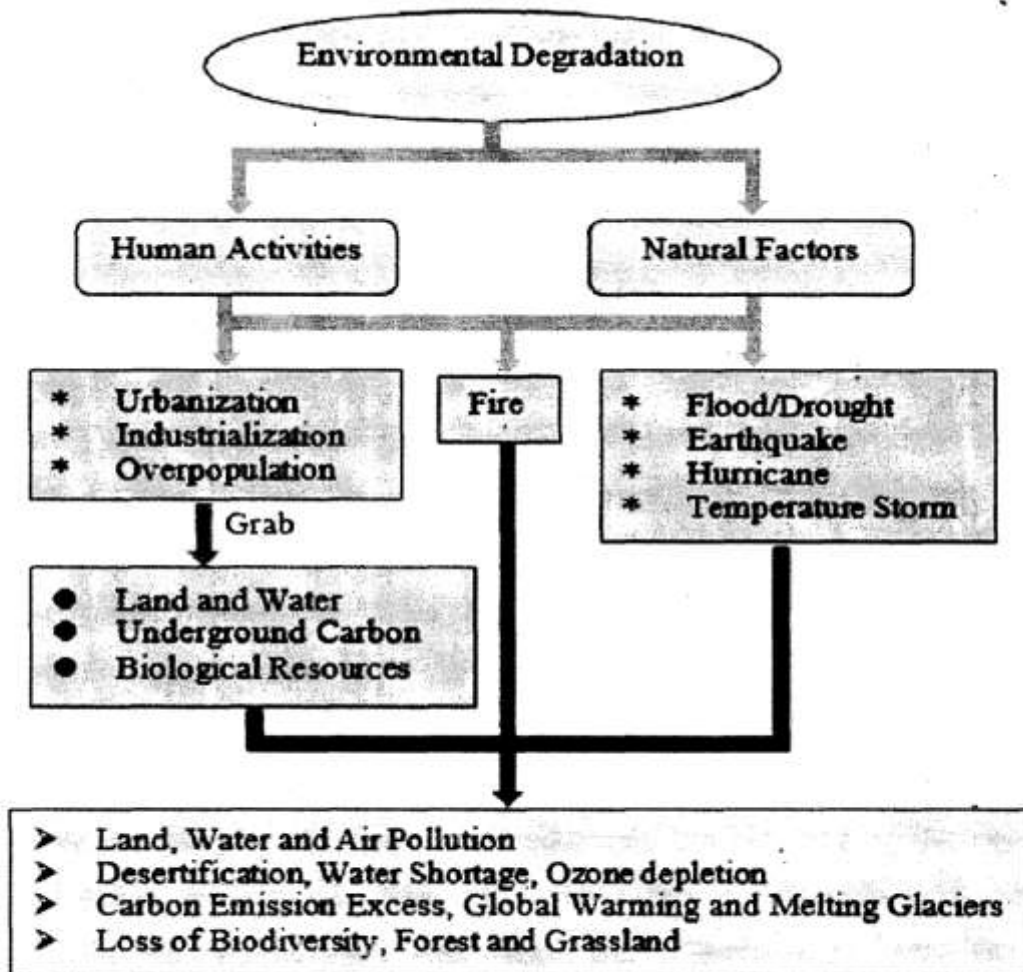 Environmental Degradation
Human Activities
Natural Factors
* Urbanization
* Industrialization
* Overpopulation
Fire
* Flood/Drought
* Earthquake
* Hurricane
* Temperature Storm
Grab
● Land and Water
● Underground Carbon
● Biological Resources
➤ Land, Water and Air Pollution
➤ Desertification, Water Shortage, Ozone depletion
➤ Carbon Emission Excess, Global Warming and Melting Glaciers
➤ Loss of Biodiversity, Forest and Grassland